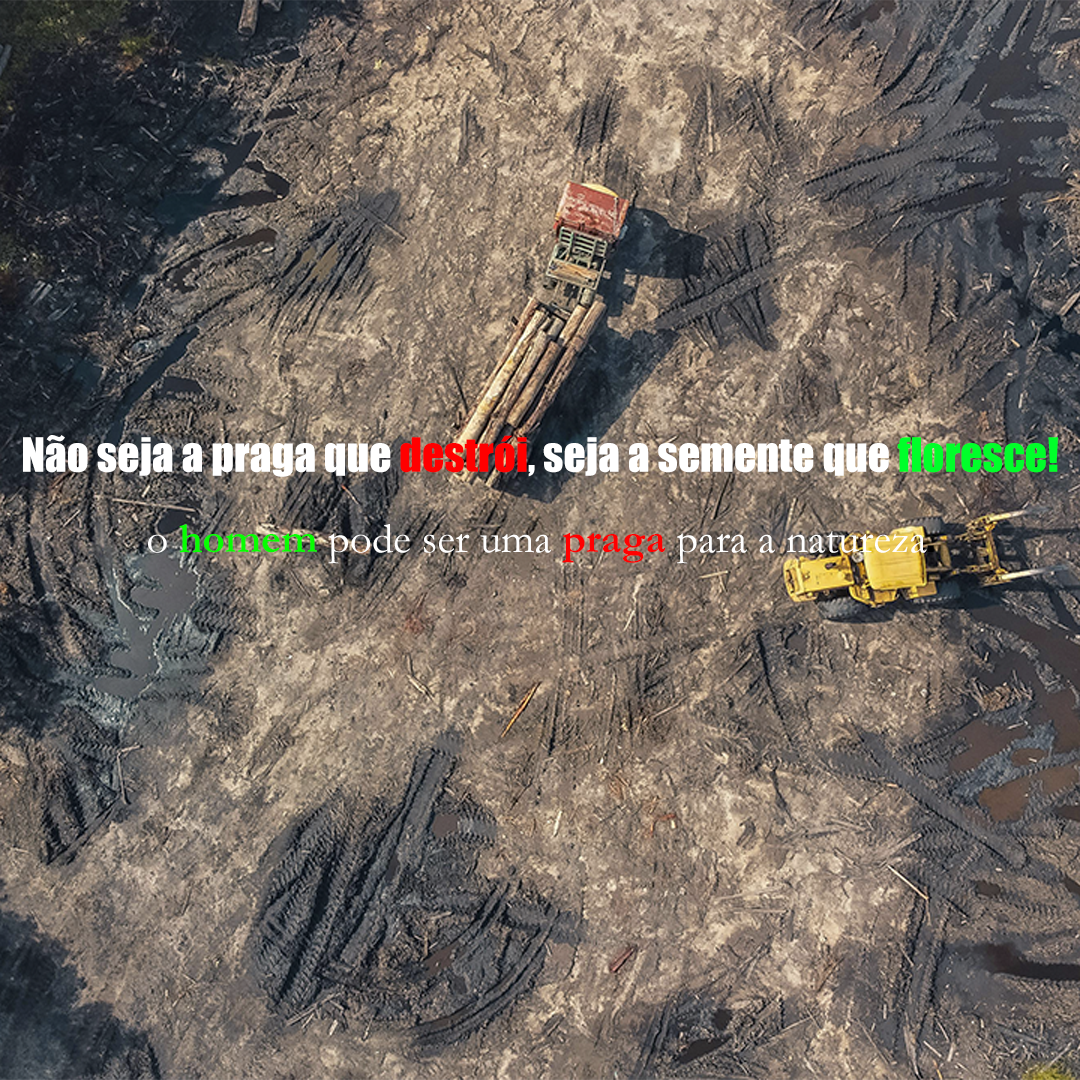 Não seja a praga que destrói, seja a semente que floresce!
o homem pode ser uma praga para a natureza